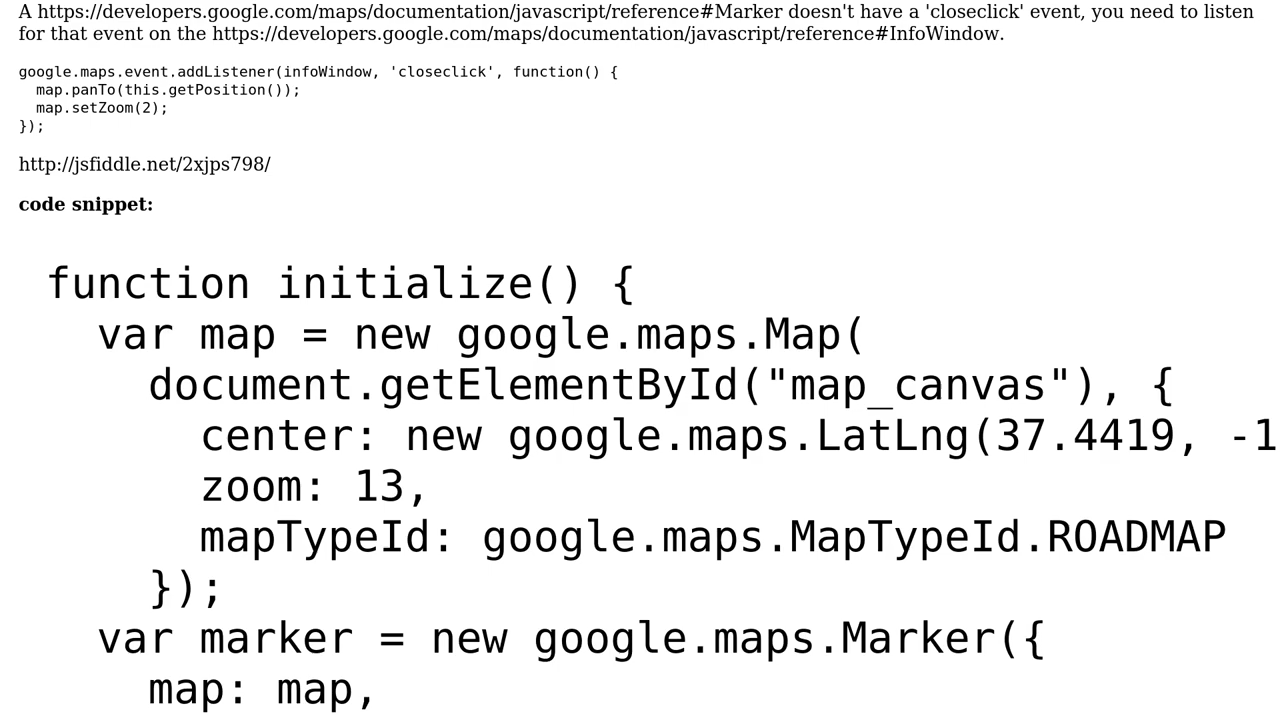 A https://developers.google.com/maps/documentation/javascript/reference#Marker doesn't have a 'closeclick' event, you need to listen
for that event on the https://developers.google.com/maps/documentation/javascript/reference#InfoWindow.
google.maps.event.addListener(infoWindow, 'closeclick', function() {
  map.panTo(this.getPosition());
  map.setZoom(2);
});
http://jsfiddle.net/2xjps798/
code snippet:
function initialize() {
  var map = new google.maps.Map(
    document.getElementById("map_canvas"), {
      center: new google.maps.LatLng(37.4419, -1
      zoom: 13,
      mapTypeId: google.maps.MapTypeId.ROADMAP
    });
  var marker = new google.maps.Marker({
    map: map,